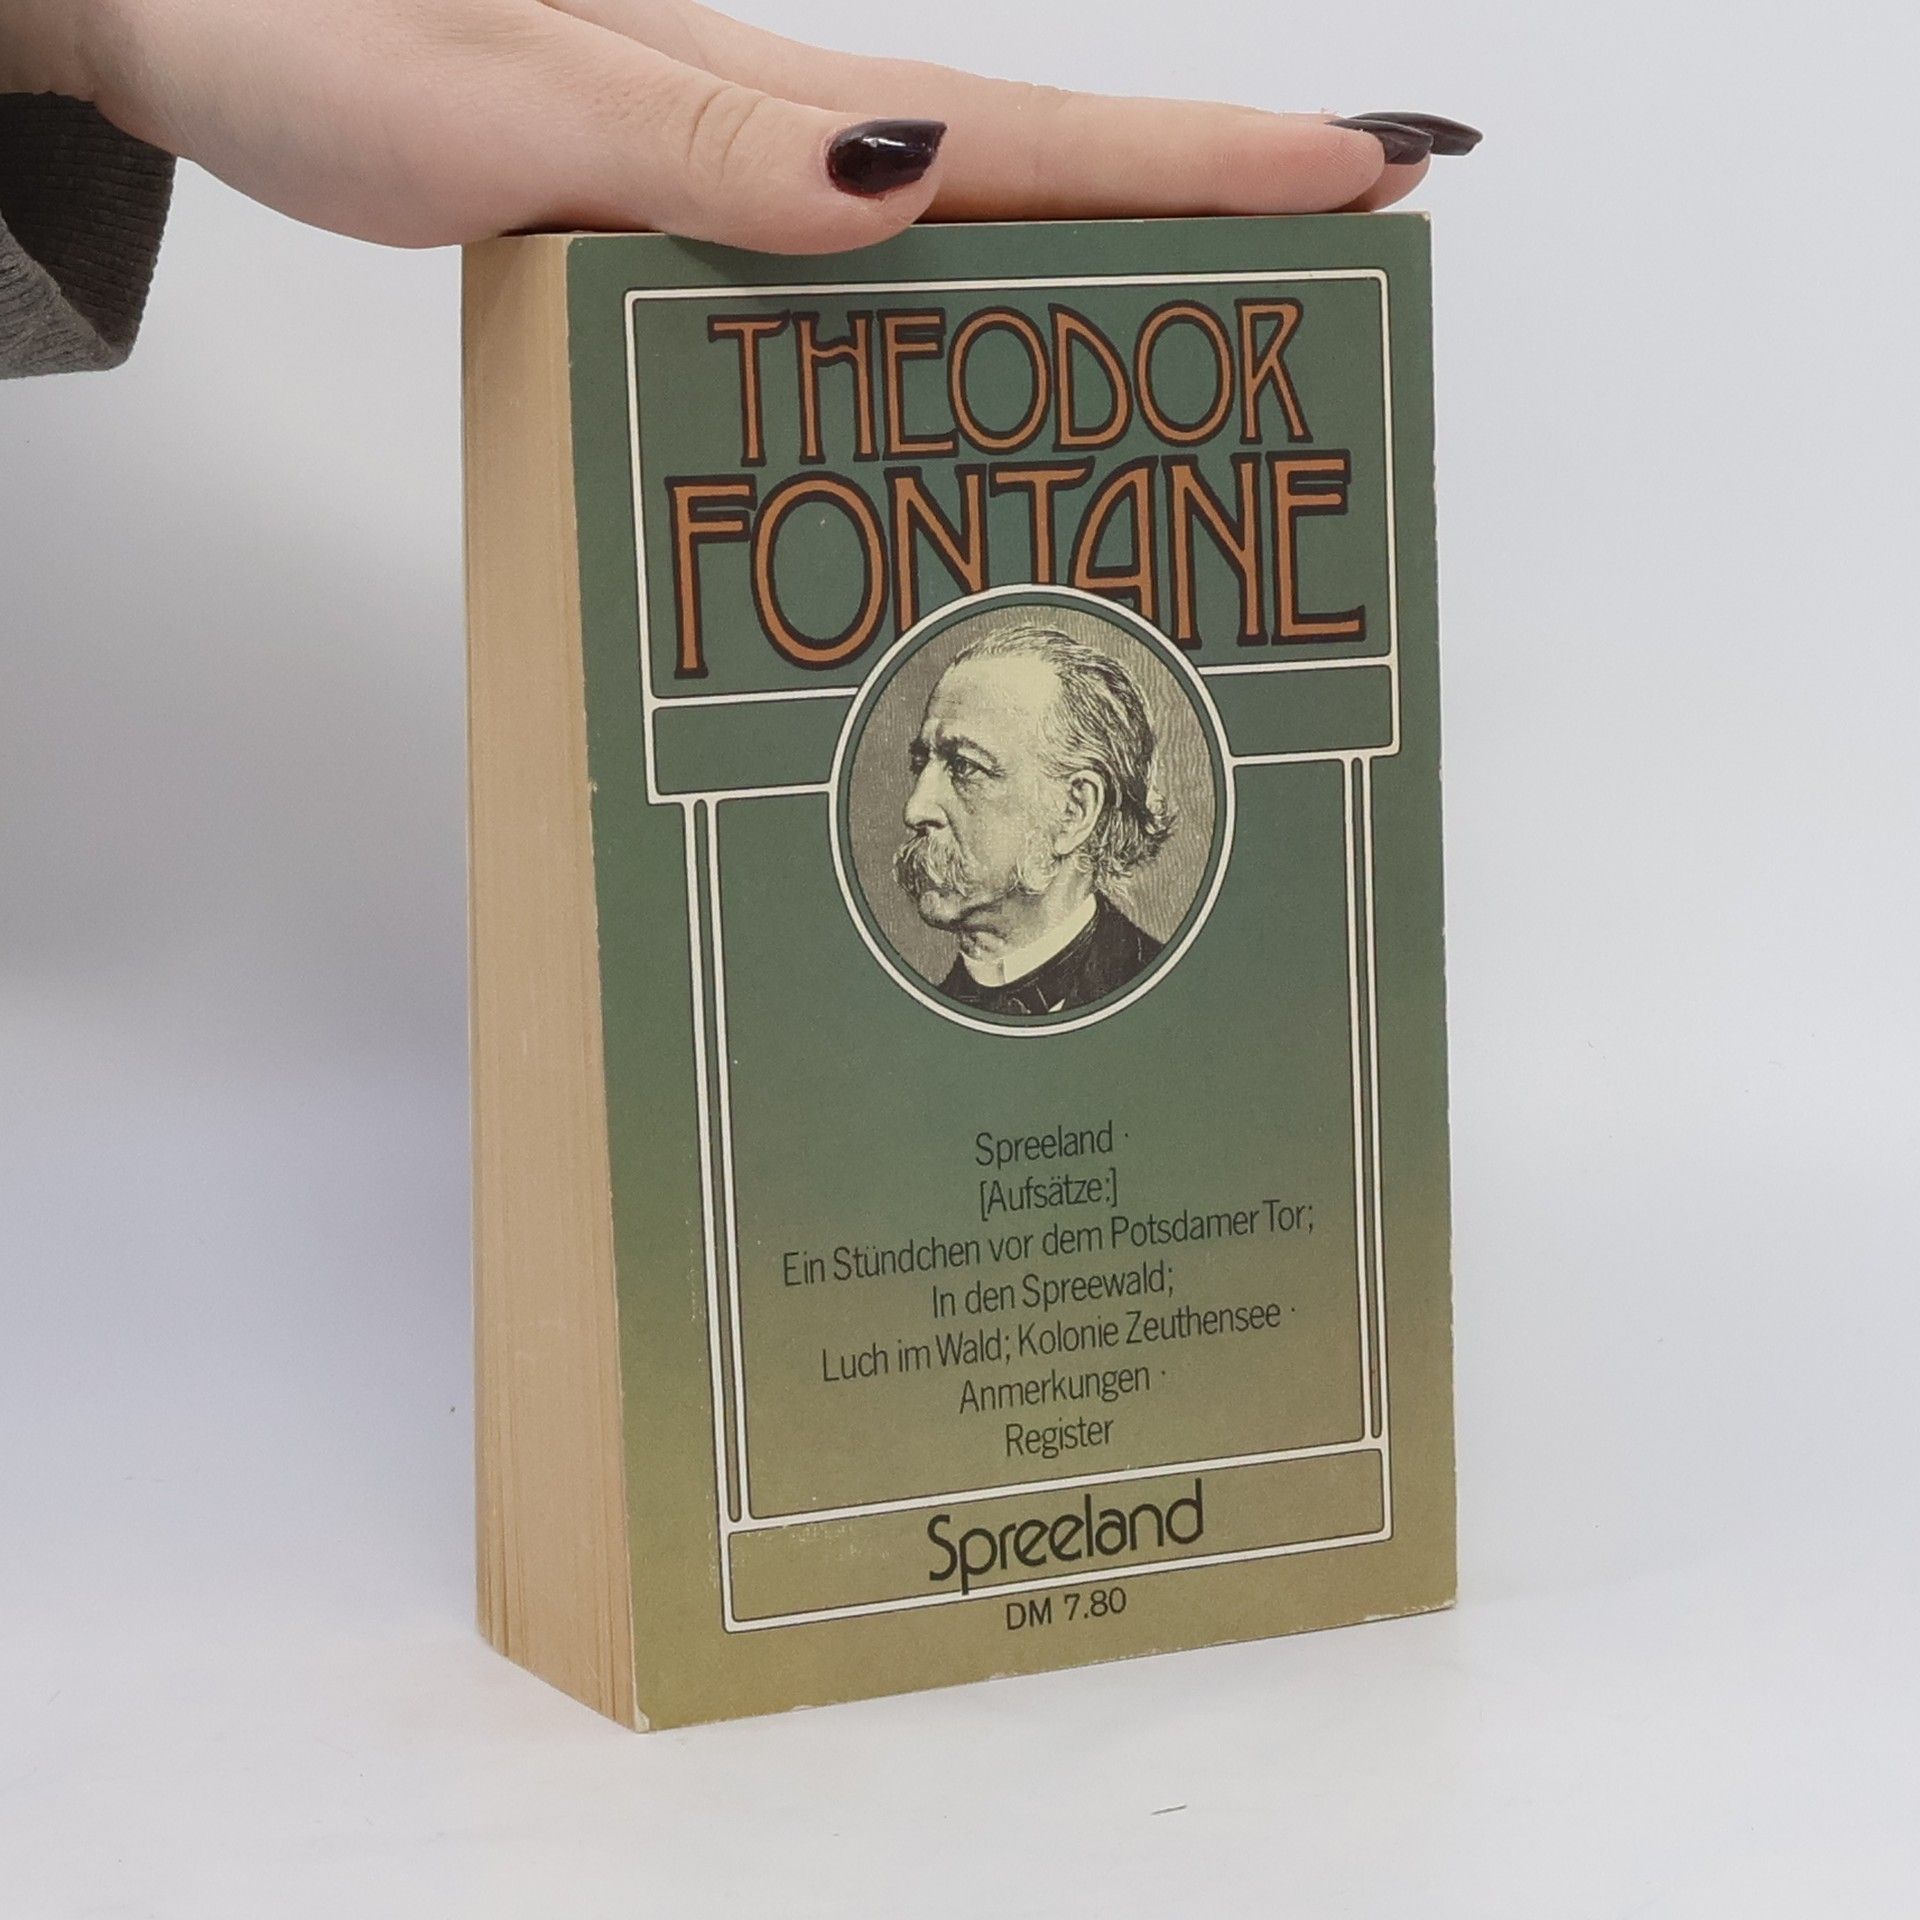 THEODOR
FONTANE
Spreeland ·
[Aufsätze:]
Ein Stündchen vor dem Potsdamer Tor;
In den Spreewald;
Luch im Wald; Kolonie Zeuthensee ·
Anmerkungen ·
Register
Spreeland
DM 7.80